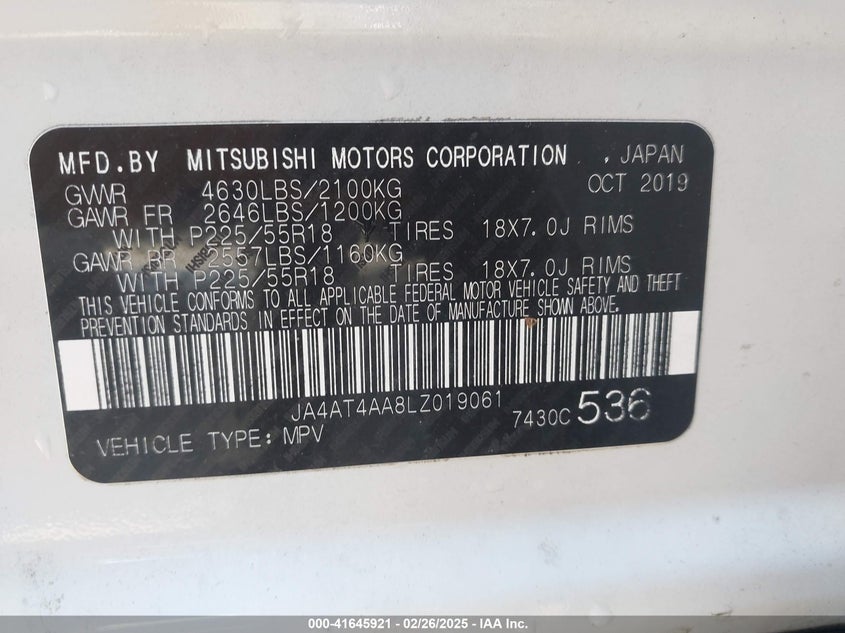 MFD.BY MITSUBISHI MOTORS CORPORATION , JAPAN
GVWR 4630LBS/2100KG OCT 2019
GAWR FR 2646LBS/1200KG
WITH P225/55R18 TIRES 18X7.0J RIMS
GAWR RR 2557LBS/1160KG
WITH P225/55R18 TIRES 18X7.0J RIMS
THIS VEHICLE CONFORMS TO ALL APPLICABLE FEDERAL MOTOR VEHICLE SAFETY AND THEFT
PREVENTION STANDARDS IN EFFECT ON THE DATE OF MANUFACTURE SHOWN ABOVE.
JA4AT4AA8LZ019061
7430C 536
VEHICLE TYPE: MPV
000-41645921 / 02/26/2025 - IAA Inc.